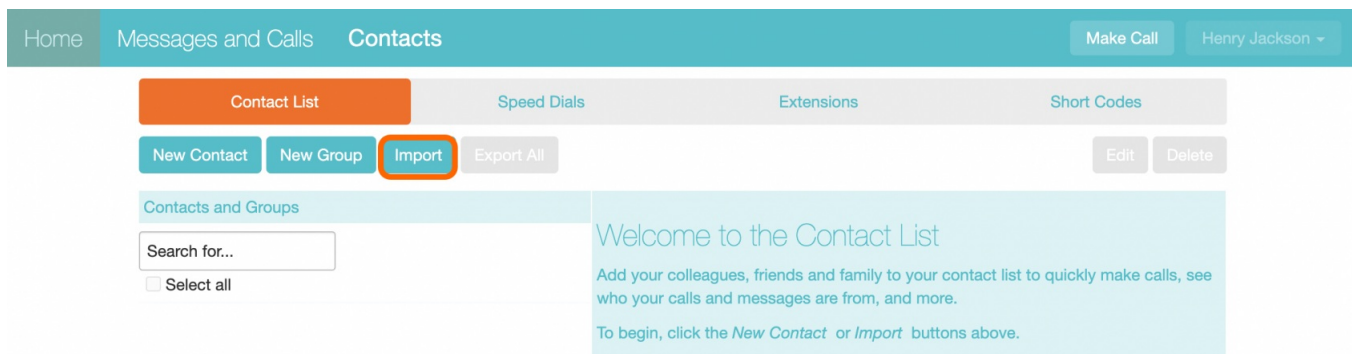 Home Messages and Calls Contacts Make Call Henry Jackson
Contact List Speed Dials Extensions Short Codes
New Contact New Group Import Export All Edit Delete
Contacts and Groups
Search for...
Select all
Welcome to the Contact List
Add your colleagues, friends and family to your contact list to quickly make calls, see
who your calls and messages are from, and more.
To begin, click the New Contact or Import buttons above.